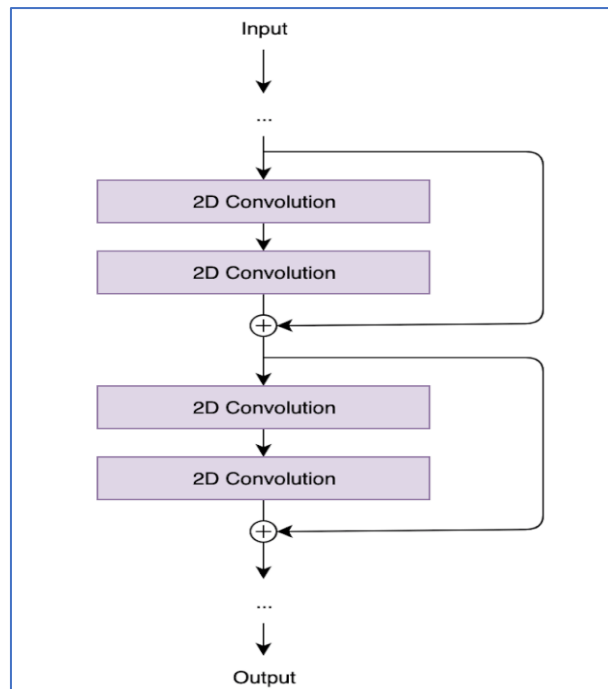 Input
...
2D Convolution
2D Convolution
+
2D Convolution
2D Convolution
+
...
Output